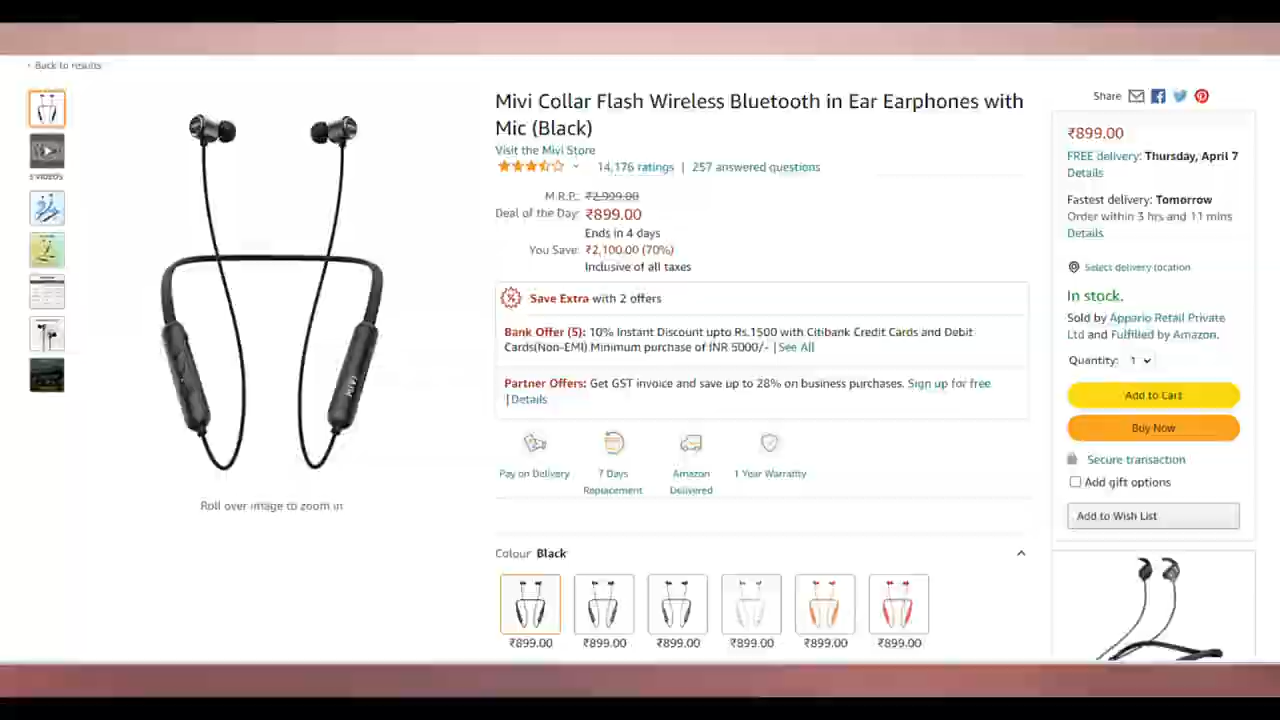 ‹ Back to results
5 VIDEOS
Mivi
Roll over image to zoom in
Mivi Collar Flash Wireless Bluetooth in Ear Earphones with
Mic (Black)
Visit the Mivi Store
14,176 ratings | 257 answered questions
M.R.P.: ₹2,999.00
Deal of the Day: ₹899.00
Ends in 4 days
You Save: ₹2,100.00 (70%)
Inclusive of all taxes
Save Extra with 2 offers
Bank Offer (5): 10% Instant Discount upto Rs.1500 with Citibank Credit Cards and Debit
Cards(Non-EMI) Minimum purchase of INR 5000/- | See All
Partner Offers: Get GST invoice and save up to 28% on business purchases. Sign up for free
| Details
Pay on Delivery
7 Days
Replacement
Amazon
Delivered
1 Year Warranty
Colour: Black
₹899.00
₹899.00
₹899.00
₹899.00
₹899.00
₹899.00
Share
₹899.00
FREE delivery: Thursday, April 7
Details
Fastest delivery: Tomorrow
Order within 3 hrs and 11 mins
Details
Select delivery location
In stock.
Sold by Appario Retail Private
Ltd and Fulfilled by Amazon.
Quantity: 1
Add to Cart
Buy Now
Secure transaction
Add gift options
Add to Wish List